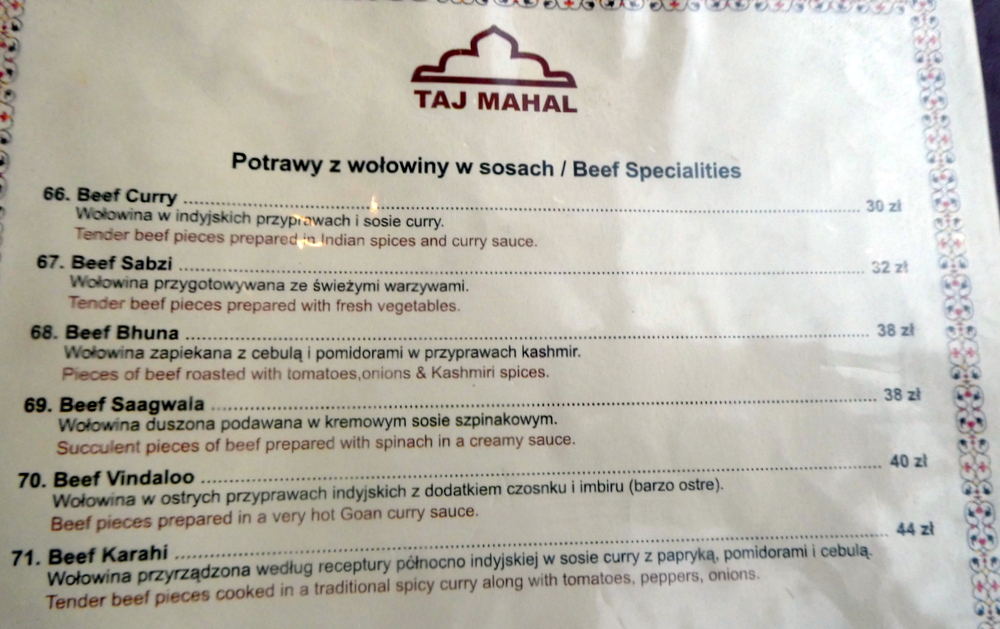 TAJ MAHAL
Potrawy z wołowiny w sosach / Beef Specialities
66. Beef Curry ........ 30 zł
Wołowina w indyjskich przyprawach i sosie curry.
Tender beef pieces prepared in Indian spices and curry sauce.
67. Beef Sabzi ........ 32 zł
Wołowina przygotowywana ze świeżymi warzywami.
Tender beef pieces prepared with fresh vegetables.
68. Beef Bhuna ........ 38 zł
Wołowina zapiekana z cebulą i pomidorami w przyprawach kashmir.
Pieces of beef roasted with tomatoes,onions & Kashmiri spices.
69. Beef Saagwala ........ 38 zł
Wołowina duszona podawana w kremowym sosie szpinakowym.
Succulent pieces of beef prepared with spinach in a creamy sauce.
70. Beef Vindaloo ........ 40 zł
Wołowina w ostrych przyprawach indyjskich z dodatkiem czosnku i imbiru (barzo ostre).
Beef pieces prepared in a very hot Goan curry sauce.
71. Beef Karahi ........ 44 zł
Wołowina przyrządzona według receptury północno indyjskiej w sosie curry z papryką, pomidorami i cebulą.
Tender beef pieces cooked in a traditional spicy curry along with tomatoes, peppers, onions.